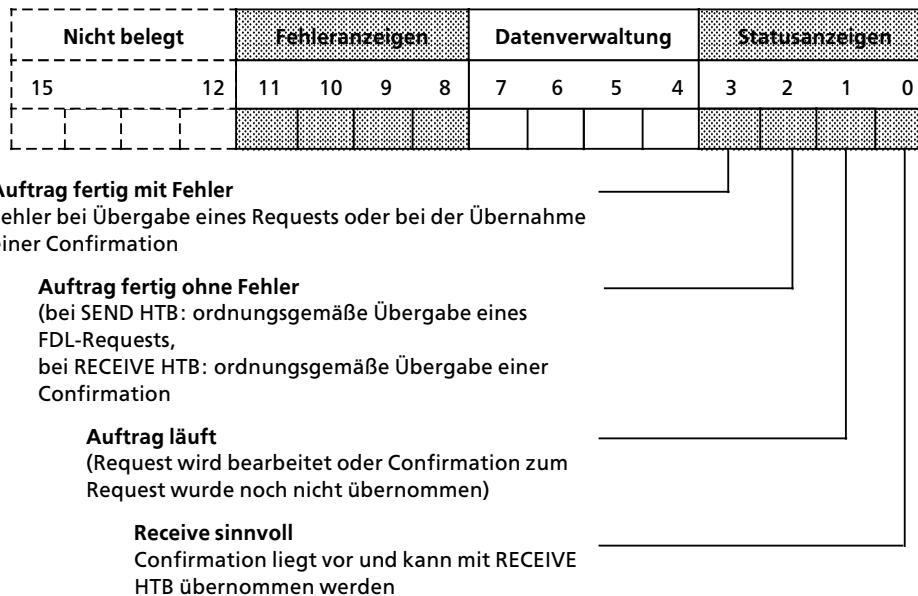 Nicht belegt Fehleranzeigen Datenverwaltung Statusanzeigen
15 12 11 10 9 8 7 6 5 4 3 2 1 0
Auftrag fertig mit Fehler
ehler bei Übergabe eines Requests oder bei der Übernahme
einer Confirmation
Auftrag fertig ohne Fehler
(bei SEND HTB: ordnungsgemäße Übergabe eines
FDL-Requests,
bei RECEIVE HTB: ordnungsgemäße Übergabe einer
Confirmation
Auftrag läuft
(Request wird bearbeitet oder Confirmation zum
Request wurde noch nicht übernommen)
Receive sinnvoll
Confirmation liegt vor und kann mit RECEIVE
HTB übernommen werden